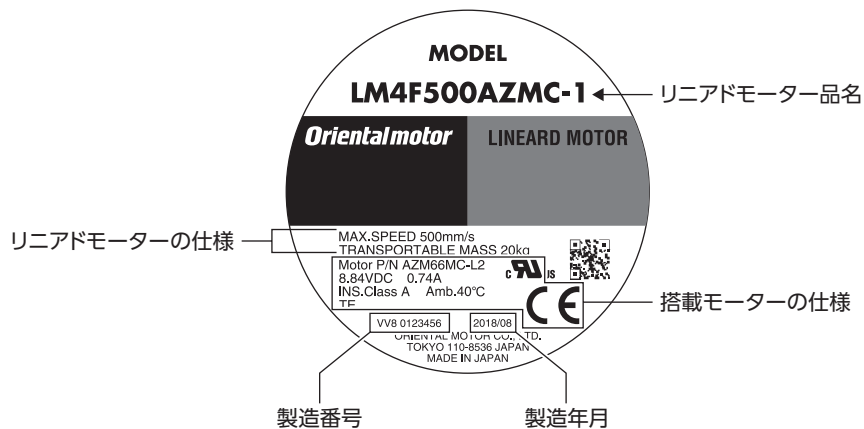 MODEL
LM4F500AZMC-1
リニアドモーター品名
Orientalmotor
LINEARD MOTOR
リニアドモーターの仕様
MAX.SPEED 500mm/s
TRANSPORTABLE MASS 20kg
Motor P/N AZM66MC-L2
8.84VDC 0.74A
INS.Class A Amb.40℃
TE
c RU US
CE
搭載モーターの仕様
VV8 0123456
2018/08
ORIENTAL MOTOR CO., LTD.
TOKYO 110-8536 JAPAN
MADE IN JAPAN
製造番号
製造年月